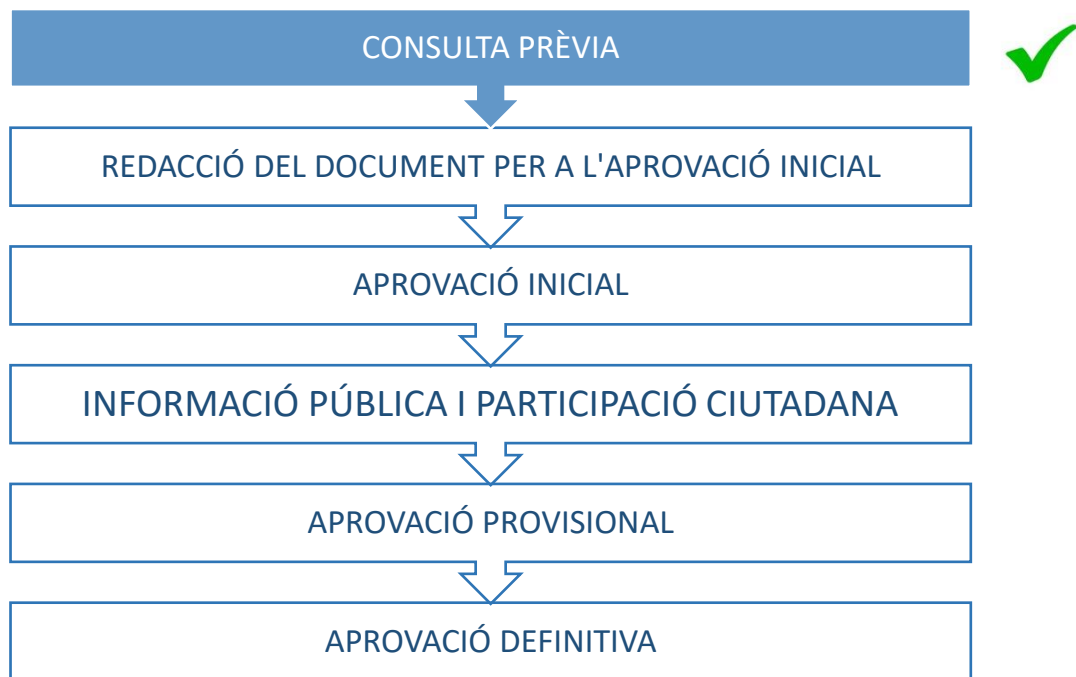 CONSULTA PRÈVIA
REDACCIÓ DEL DOCUMENT PER A L'APROVACIÓ INICIAL
APROVACIÓ INICIAL
INFORMACIÓ PÚBLICA I PARTICIPACIÓ CIUTADANA
APROVACIÓ PROVISIONAL
APROVACIÓ DEFINITIVA